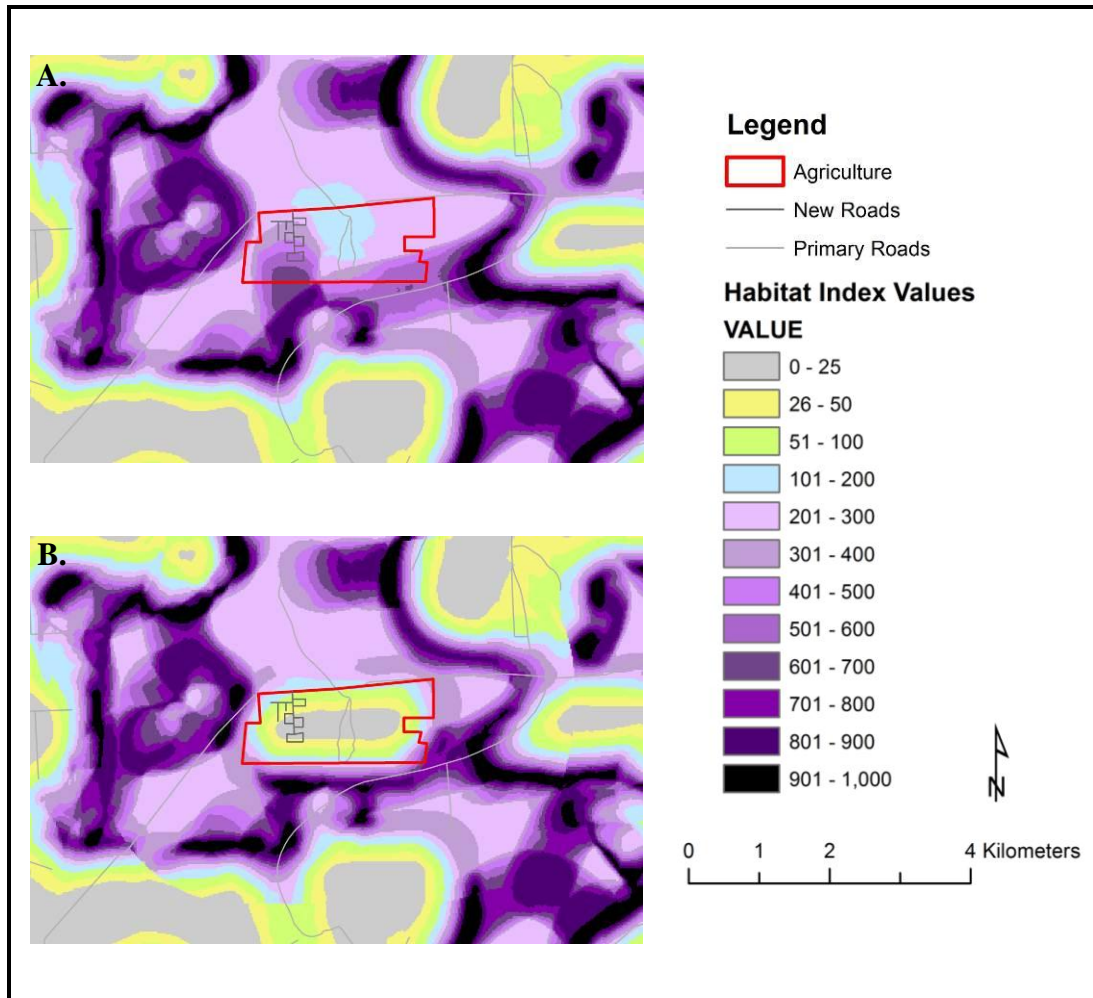 A.
B.
Legend
Agriculture
New Roads
Primary Roads
Habitat Index Values
VALUE
0 - 25
26 - 50
51 - 100
101 - 200
201 - 300
301 - 400
401 - 500
501 - 600
601 - 700
701 - 800
801 - 900
901 - 1,000
N
0 1 2 4 Kilometers